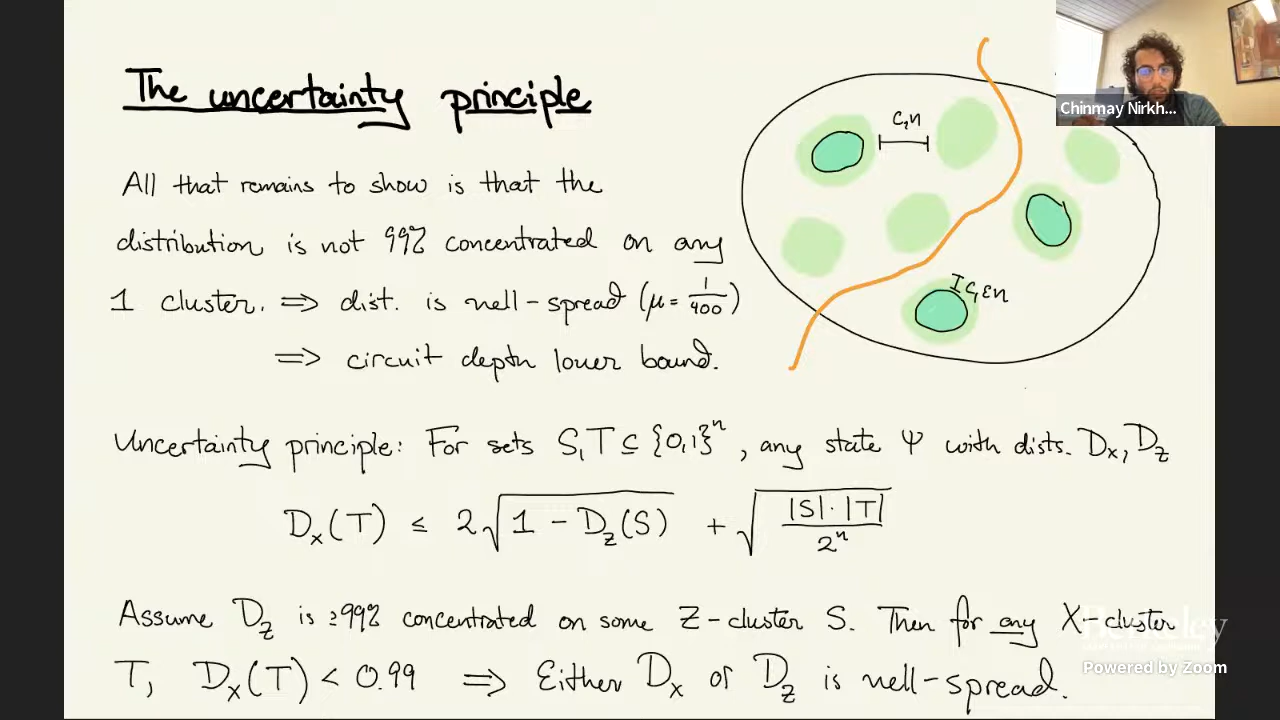 The uncertainty principle
All that remains to show is that the
distribution is not 99% concentrated on any
1 cluster. ⇒ dist. is well-spread (μ = 1/400)
⇒ circuit depth lower bound.
C₂n
C₁εn
Chinmay Nirkh...
Uncertainty principle: For sets S,T ⊆ {0,1}ⁿ, any state Ψ with dists. Dₓ, D_z
Dₓ(T) ≤ 2√(1 - D_z(S)) + √(|S|·|T|/2ⁿ)
Assume D_z is ≥99% concentrated on some Z-cluster S. Then for any X-cluster
T, Dₓ(T) < 0.99 ⇒ Either Dₓ or D_z is well-spread.
Berkeley
Powered by Zoom